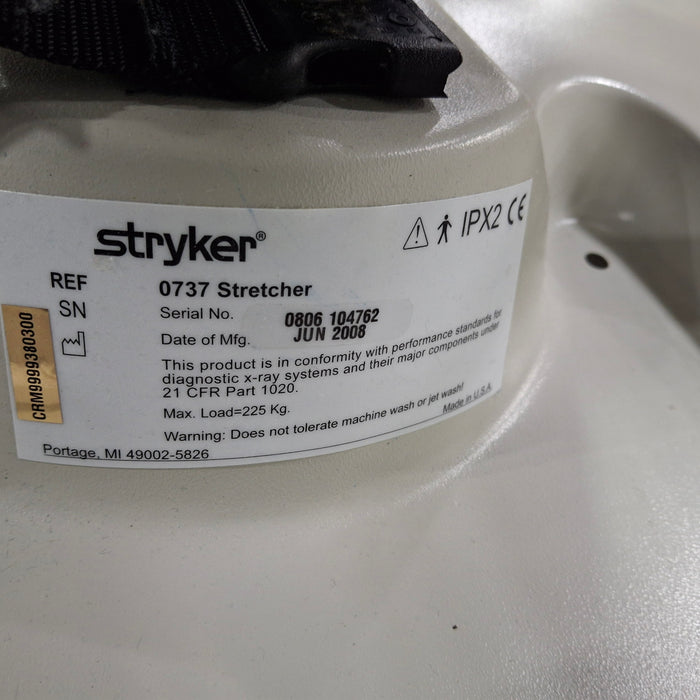 stryker®
IPX2 CE
REF 0737 Stretcher
SN Serial No. 0806 104762
Date of Mfg. JUN 2008
This product is in conformity with performance standards for
diagnostic x-ray systems and their major components under
21 CFR Part 1020.
Max. Load=225 Kg.
Warning: Does not tolerate machine wash or jet wash!
Portage, MI 49002-5826
Made in U.S.A.
CRM9999380300